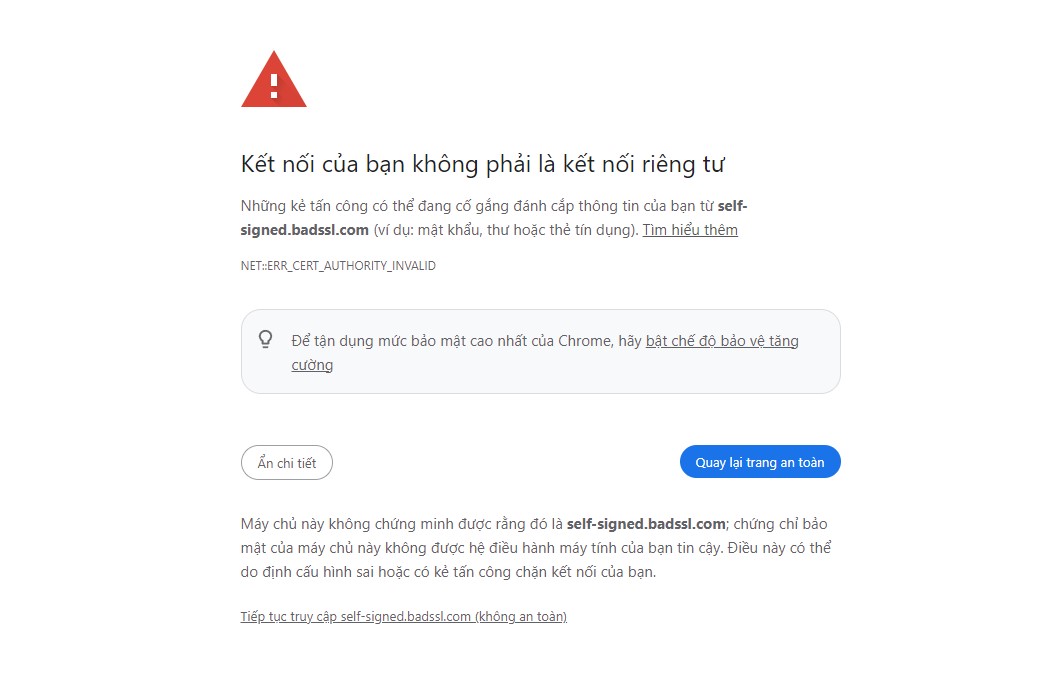 Kết nối của bạn không phải là kết nối riêng tư
Những kẻ tấn công có thể đang cố gắng đánh cắp thông tin của bạn từ self-
signed.badssl.com (ví dụ: mật khẩu, thư hoặc thẻ tín dụng). Tìm hiểu thêm
NET::ERR_CERT_AUTHORITY_INVALID
Để tận dụng mức bảo mật cao nhất của Chrome, hãy bật chế độ bảo vệ tăng
cường
Ẩn chi tiết
Quay lại trang an toàn
Máy chủ này không chứng minh được rằng đó là self-signed.badssl.com; chứng chỉ bảo
mật của máy chủ này không được hệ điều hành máy tính của bạn tin cậy. Điều này có thể
do định cấu hình sai hoặc có kẻ tấn công chặn kết nối của bạn.
Tiếp tục truy cập self-signed.badssl.com (không an toàn)